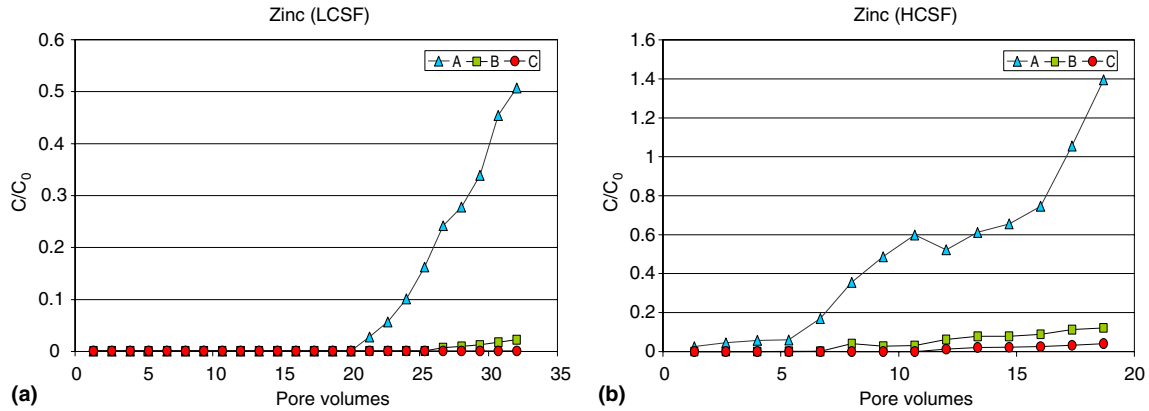 Zinc (LCSF)
0.6
0.5
0.4
0.3
0.2
0.1
0
C/C0
A B C
0 5 10 15 20 25 30 35
Pore volumes
(a)
Zinc (HCSF)
1.6
1.4
1.2
1
0.8
0.6
0.4
0.2
0
C/C0
A B C
0 5 10 15 20
Pore volumes
(b)